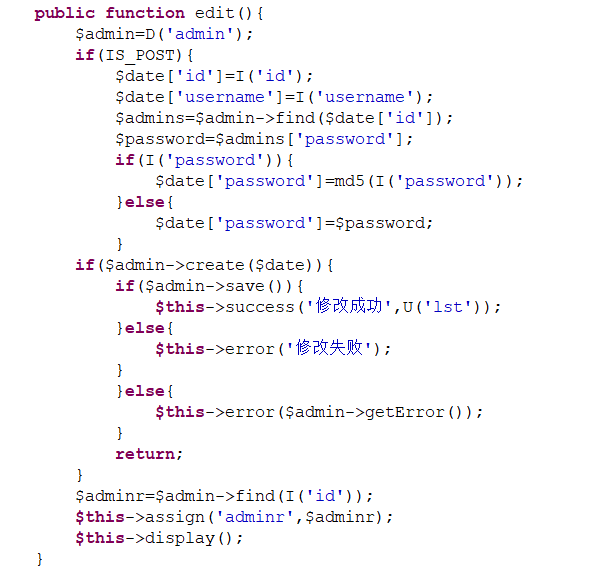 public function edit(){
    $admin=D('admin');
    if(IS_POST){
        $date['id']=I('id');
        $date['username']=I('username');
        $admins=$admin->find($date['id']);
        $password=$admins['password'];
        if(I('password')){
            $date['password']=md5(I('password'));
        }else{
            $date['password']=$password;
        }
    if($admin->create($date)){
        if($admin->save()){
            $this->success('修改成功',U('lst'));
        }else{
            $this->error('修改失败');
        }
        }else{
            $this->error($admin->getError());
        }
        return;
    }
    $adminr=$admin->find(I('id'));
    $this->assign('adminr',$adminr);
    $this->display();
}